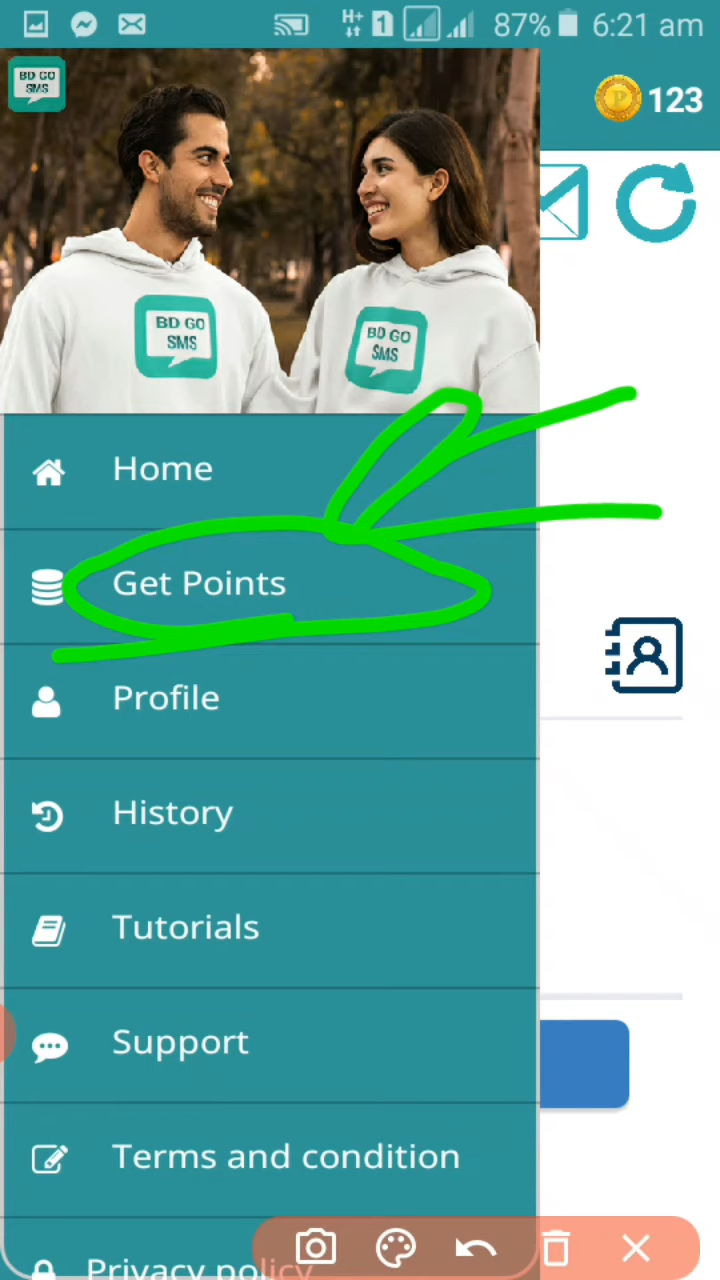 H+ 1 87% 6:21 am
BD GO
SMS
P 123
BD GO
SMS
BD GO
SMS
Home
Get Points
Profile
History
Tutorials
Support
Terms and condition
Privacy policy